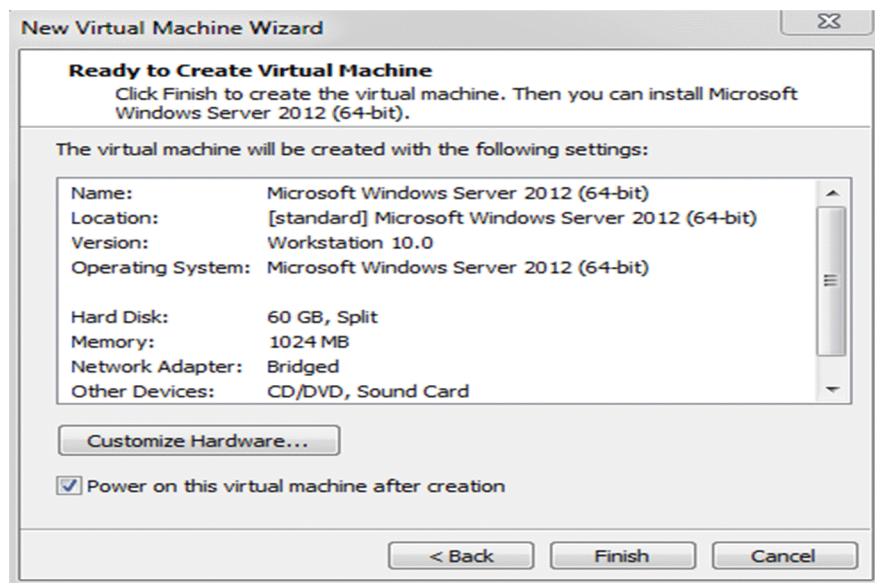 New Virtual Machine Wizard
Ready to Create Virtual Machine
Click Finish to create the virtual machine. Then you can install Microsoft
Windows Server 2012 (64-bit).
The virtual machine will be created with the following settings:
Name: Microsoft Windows Server 2012 (64-bit)
Location: [standard] Microsoft Windows Server 2012 (64-bit)
Version: Workstation 10.0
Operating System: Microsoft Windows Server 2012 (64-bit)
Hard Disk: 60 GB, Split
Memory: 1024 MB
Network Adapter: Bridged
Other Devices: CD/DVD, Sound Card
Customize Hardware...
Power on this virtual machine after creation
< Back Finish Cancel